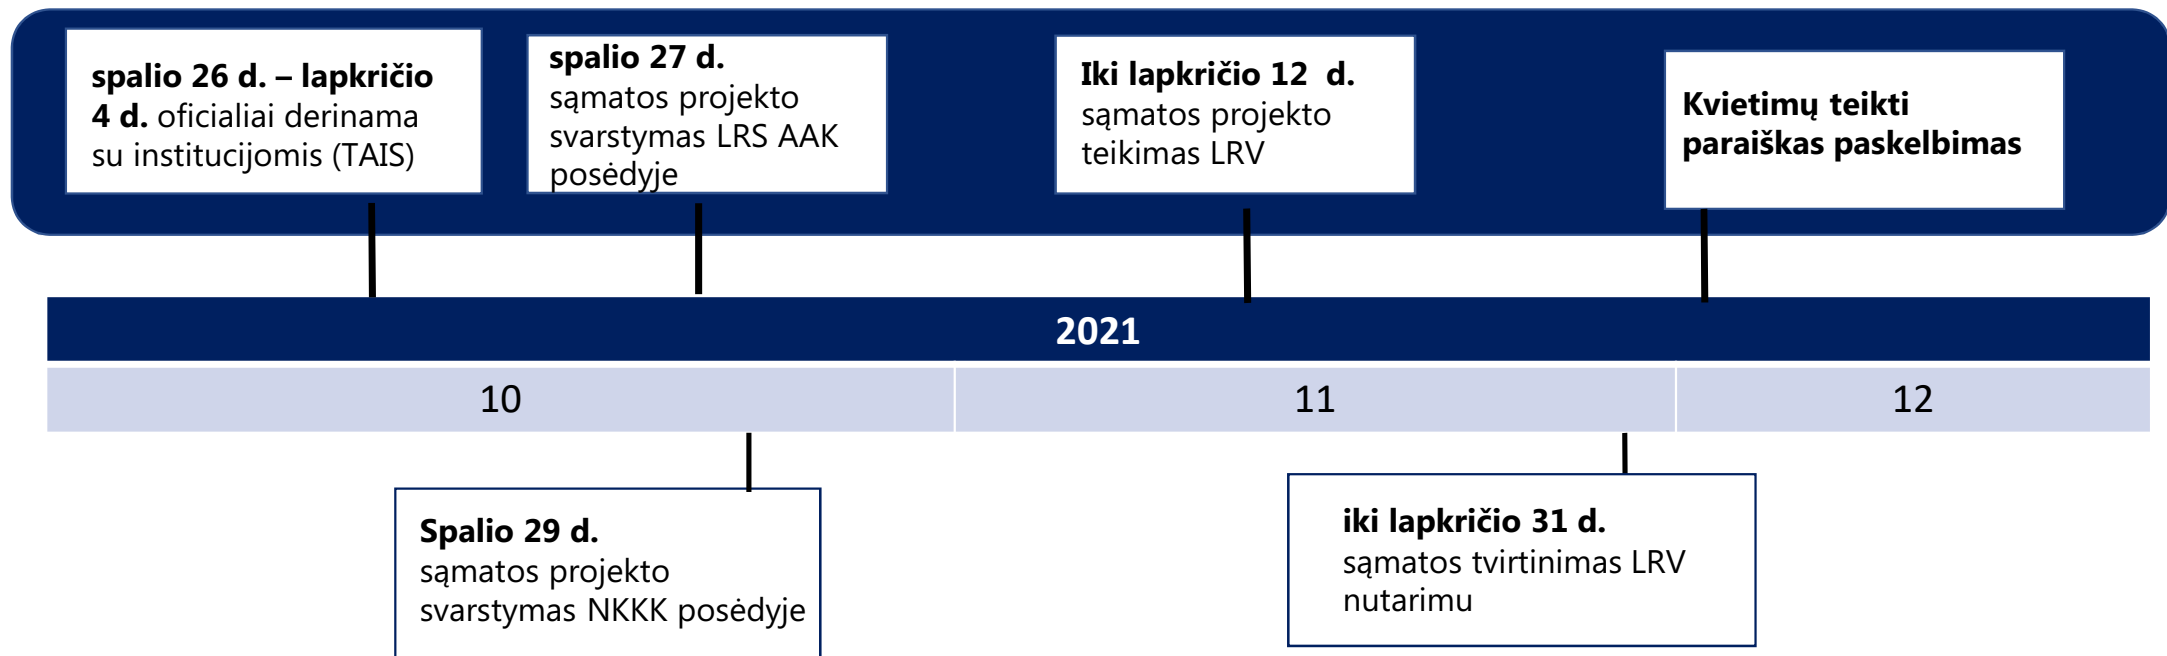 spalio 26 d. – lapkričio
4 d. oficialiai derinama
su institucijomis (TAIS)
spalio 27 d.
sąmatos projekto
svarstymas LRS AAK
posėdyje
Iki lapkričio 12 d.
sąmatos projekto
teikimas LRV
Kvietimų teikti
paraiškas paskelbimas
2021
10
11
12
Spalio 29 d.
sąmatos projekto
svarstymas NKKK posėdyje
iki lapkričio 31 d.
sąmatos tvirtinimas LRV
nutarimu